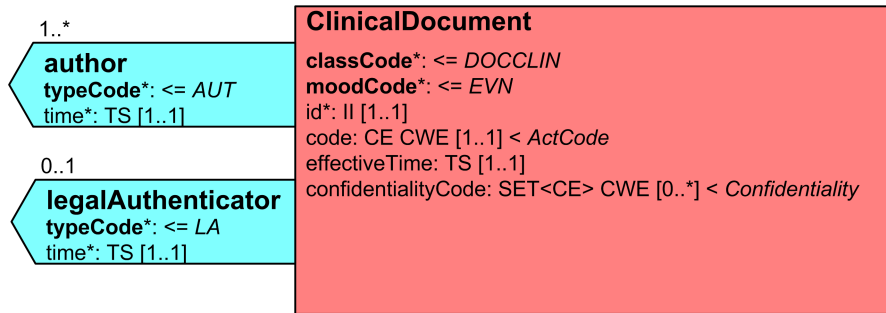 1..*
author
typeCode*: <= AUT
time*: TS [1..1]
0..1
legalAuthenticator
typeCode*: <= LA
time*: TS [1..1]
ClinicalDocument
classCode*: <= DOCCLIN
moodCode*: <= EVN
id*: II [1..1]
code: CE CWE [1..1] < ActCode
effectiveTime: TS [1..1]
confidentialityCode: SET<CE> CWE [0..*] < Confidentiality